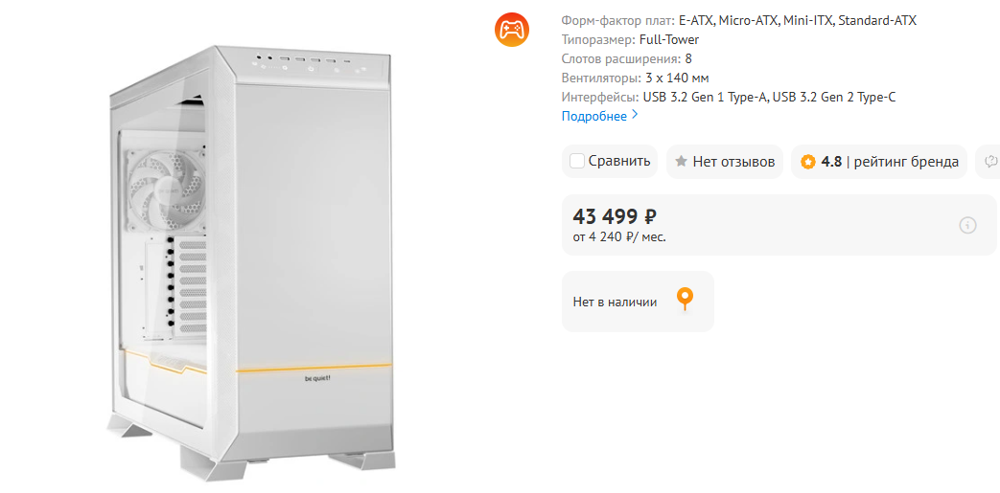 Форм-фактор плат: E-ATX, Micro-ATX, Mini-ITX, Standard-ATX
Типоразмер: Full-Tower
Слотов расширения: 8
Вентиляторы: 3 x 140 мм
Интерфейсы: USB 3.2 Gen 1 Type-A, USB 3.2 Gen 2 Type-C
Подробнее
Сравнить
Нет отзывов
4.8 | рейтинг бренда
43 499 ₽
от 4 240 ₽/ мес.
Нет в наличии
be quiet!